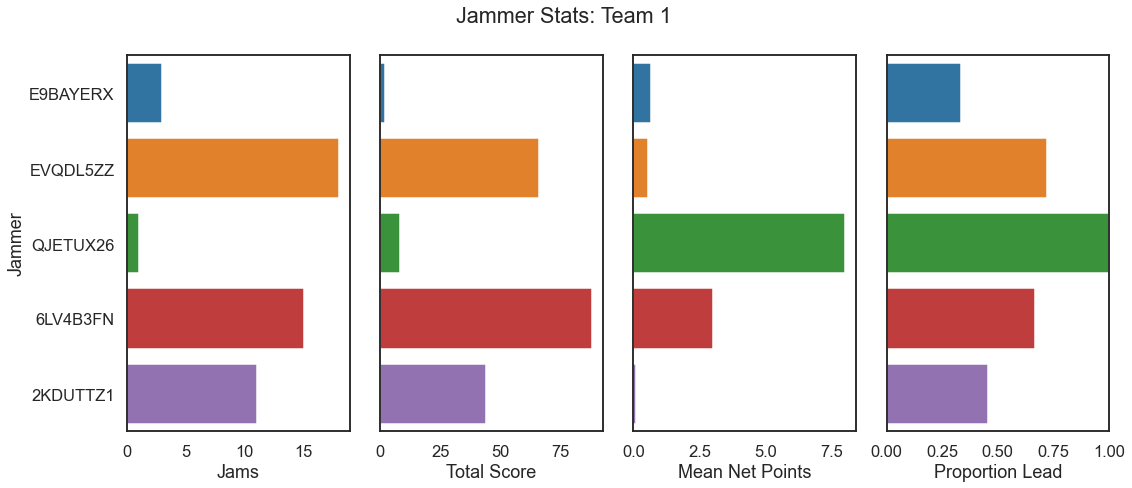 Jammer Stats: Team 1
Jammer
E9BAYERX
EVQDL5ZZ
QJETUX26
6LV4B3FN
2KDUTTZ1
0 5 10 15
0 25 50 75
0.0 2.5 5.0 7.5
0.00 0.25 0.50 0.75 1.00
Jams
Total Score
Mean Net Points
Proportion Lead